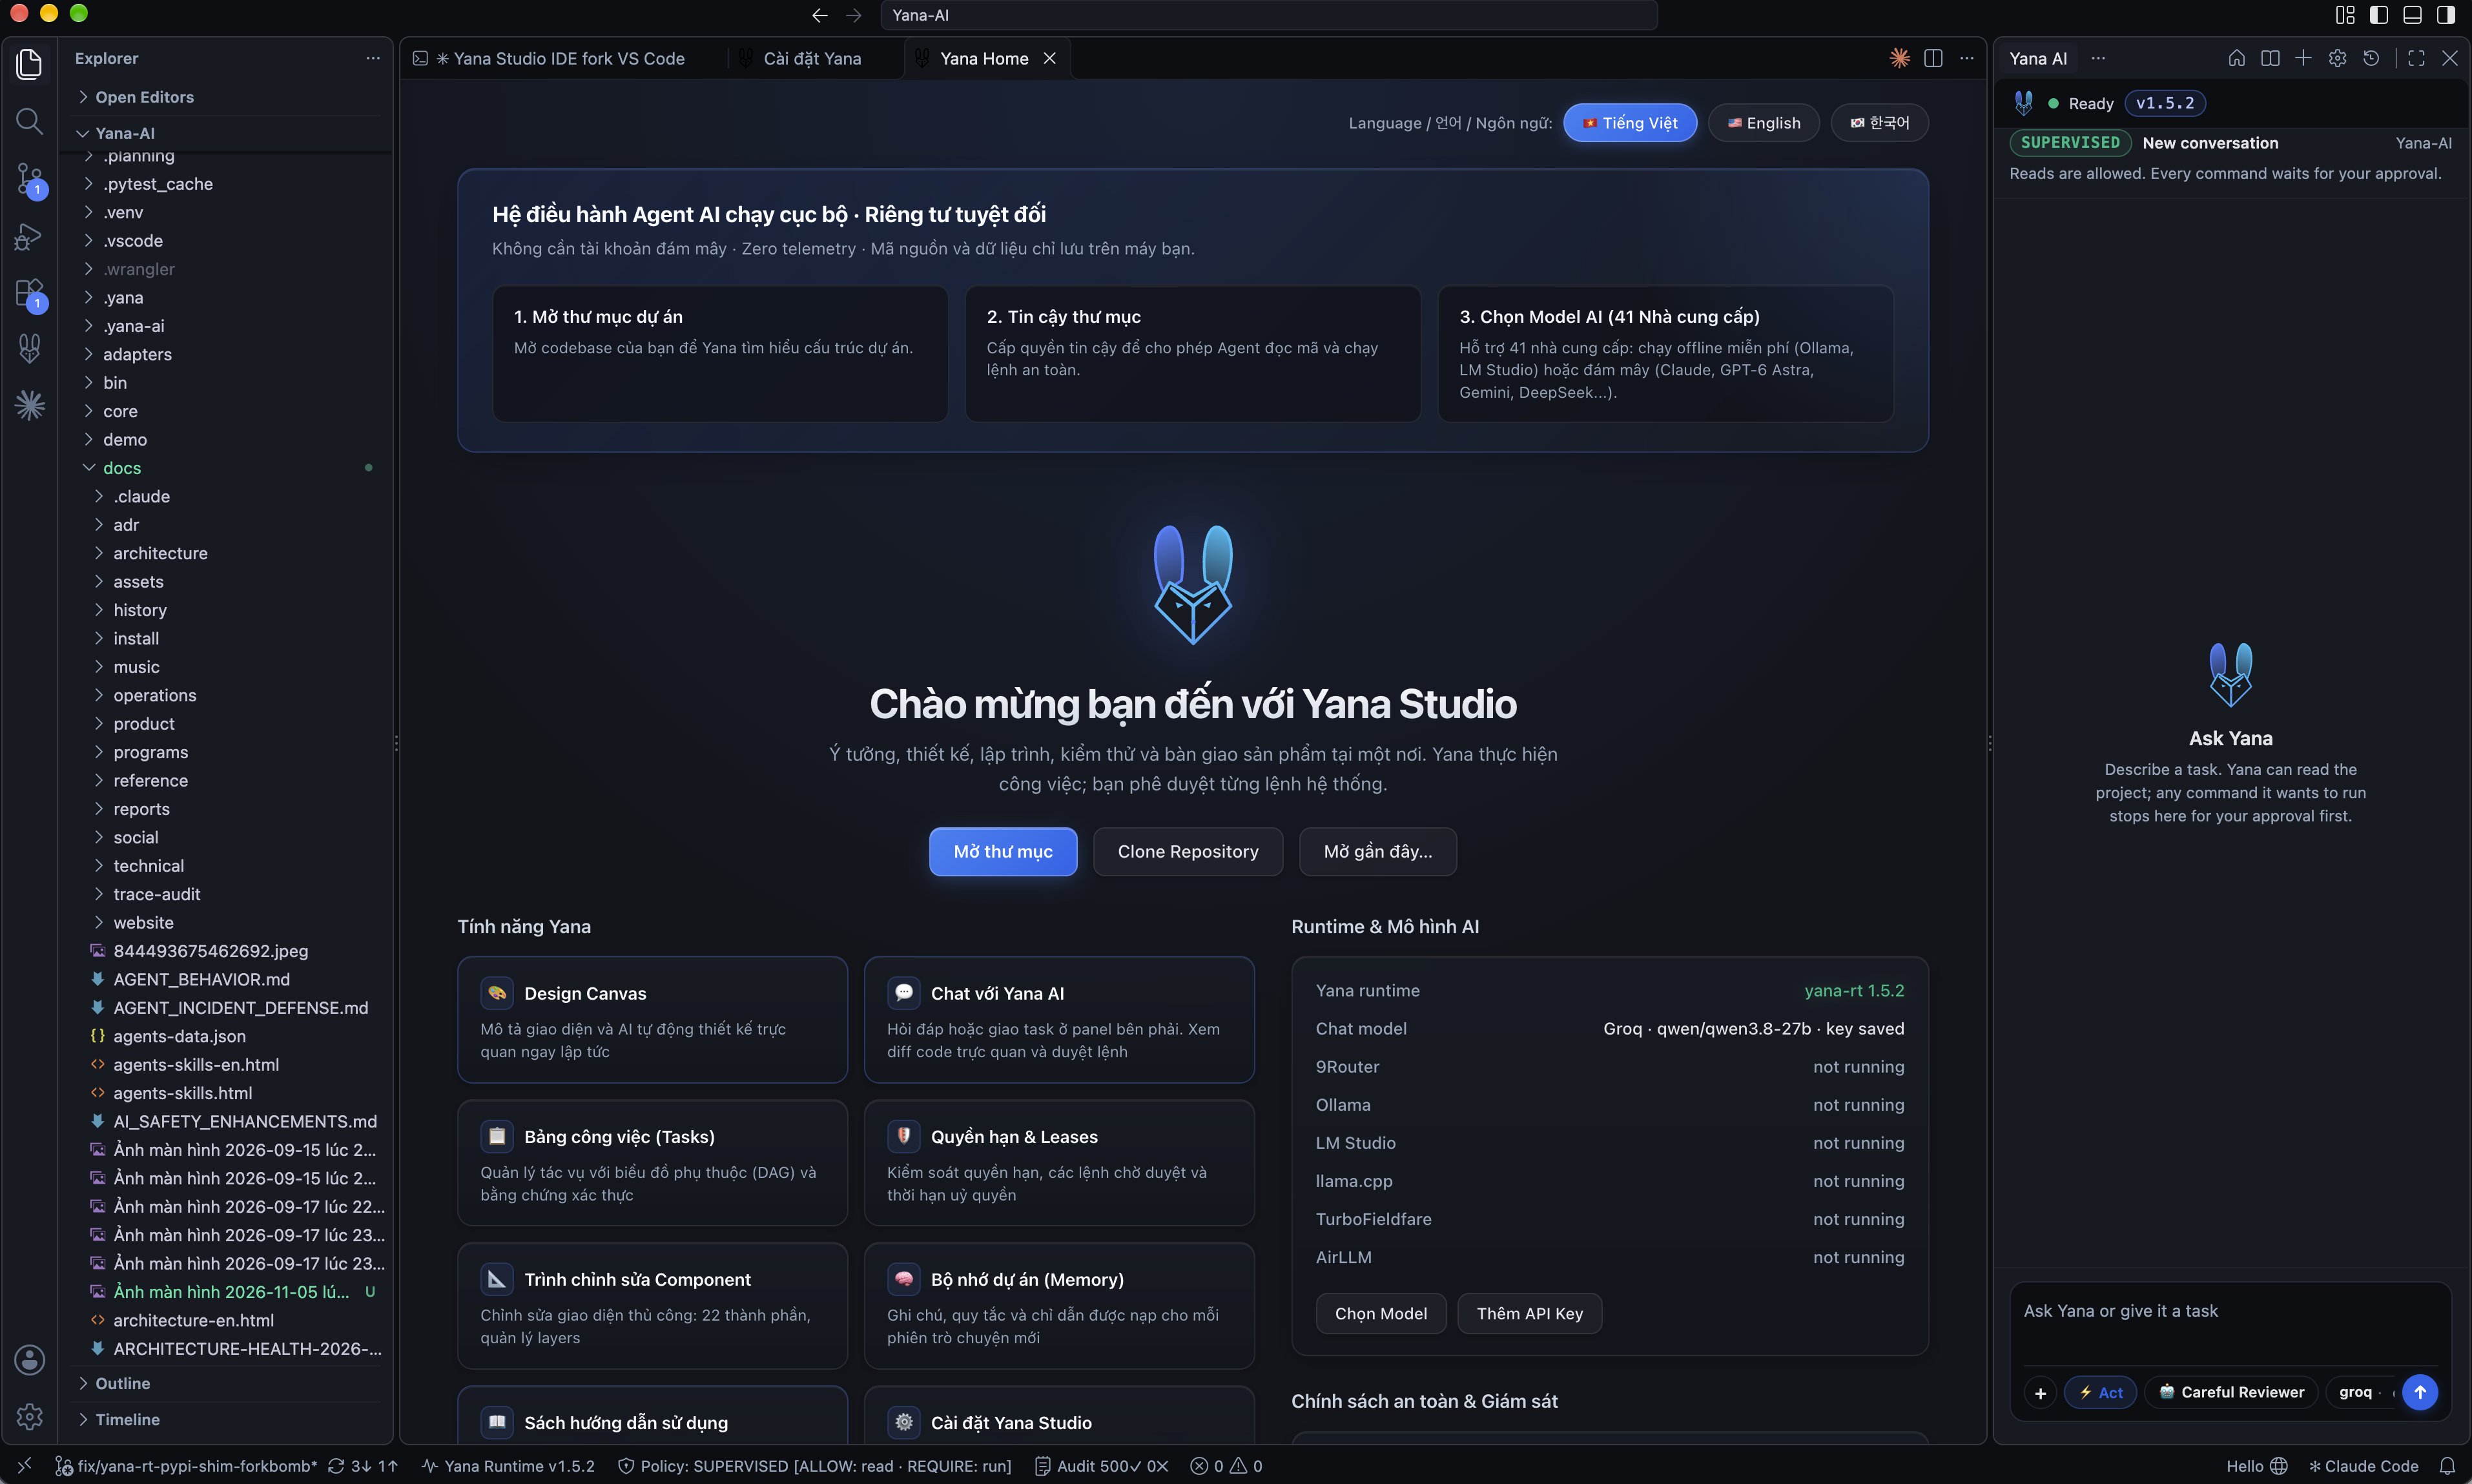 Yana-AI
Explorer
Open Editors
Yana-AI
.planning
.pytest_cache
.venv
.vscode
.wrangler
.yana
.yana-ai
adapters
bin
core
demo
docs
.claude
adr
architecture
assets
history
install
music
operations
product
programs
reference
reports
social
technical
trace-audit
website
844493675462692.jpeg
AGENT_BEHAVIOR.md
AGENT_INCIDENT_DEFENSE.md
agents-data.json
agents-skills-en.html
agents-skills.html
AI_SAFETY_ENHANCEMENTS.md
Ảnh màn hình 2026-09-15 lúc 2...
Ảnh màn hình 2026-09-15 lúc 2...
Ảnh màn hình 2026-09-17 lúc 22...
Ảnh màn hình 2026-09-17 lúc 23...
Ảnh màn hình 2026-09-17 lúc 23...
Ảnh màn hình 2026-11-05 lú... U
architecture-en.html
ARCHITECTURE-HEALTH-2026-...
Outline
Timeline
1
1
✳ Yana Studio IDE fork VS Code
Cài đặt Yana
Yana Home
Language / 언어 / Ngôn ngữ: Tiếng Việt English 한국어
Hệ điều hành Agent AI chạy cục bộ · Riêng tư tuyệt đối
Không cần tài khoản đám mây · Zero telemetry · Mã nguồn và dữ liệu chỉ lưu trên máy bạn.
1. Mở thư mục dự án
Mở codebase của bạn để Yana tìm hiểu cấu trúc dự án.
2. Tin cậy thư mục
Cấp quyền tin cậy để cho phép Agent đọc mã và chạy
lệnh an toàn.
3. Chọn Model AI (41 Nhà cung cấp)
Hỗ trợ 41 nhà cung cấp: chạy offline miễn phí (Ollama,
LM Studio) hoặc đám mây (Claude, GPT-6 Astra,
Gemini, DeepSeek...).
Chào mừng bạn đến với Yana Studio
Ý tưởng, thiết kế, lập trình, kiểm thử và bàn giao sản phẩm tại một nơi. Yana thực hiện
công việc; bạn phê duyệt từng lệnh hệ thống.
Mở thư mục
Clone Repository
Mở gần đây...
Tính năng Yana
Design Canvas
Mô tả giao diện và AI tự động thiết kế trực
quan ngay lập tức
Chat với Yana AI
Hỏi đáp hoặc giao task ở panel bên phải. Xem
diff code trực quan và duyệt lệnh
Bảng công việc (Tasks)
Quản lý tác vụ với biểu đồ phụ thuộc (DAG) và
bằng chứng xác thực
Quyền hạn & Leases
Kiểm soát quyền hạn, các lệnh chờ duyệt và
thời hạn uỷ quyền
Trình chỉnh sửa Component
Chỉnh sửa giao diện thủ công: 22 thành phần,
quản lý layers
Bộ nhớ dự án (Memory)
Ghi chú, quy tắc và chỉ dẫn được nạp cho mỗi
phiên trò chuyện mới
Sách hướng dẫn sử dụng
Cài đặt Yana Studio
Runtime & Mô hình AI
Yana runtime yana-rt 1.5.2
Chat model Groq · qwen/qwen3.8-27b · key saved
9Router not running
Ollama not running
LM Studio not running
llama.cpp not running
TurboFieldfare not running
AirLLM not running
Chọn Model
Thêm API Key
Chính sách an toàn & Giám sát
Yana AI
Ready v1.5.2
SUPERVISED New conversation Yana-AI
Reads are allowed. Every command waits for your approval.
Ask Yana
Describe a task. Yana can read the
project; any command it wants to run
stops here for your approval first.
Ask Yana or give it a task
Act Careful Reviewer groq ·
fix/yana-rt-pypi-shim-forkbomb* 3↓ 1↑ Yana Runtime v1.5.2 Policy: SUPERVISED [ALLOW: read · REQUIRE: run] Audit 500✓ 0✕ 0 0 Hello ✻ Claude Code